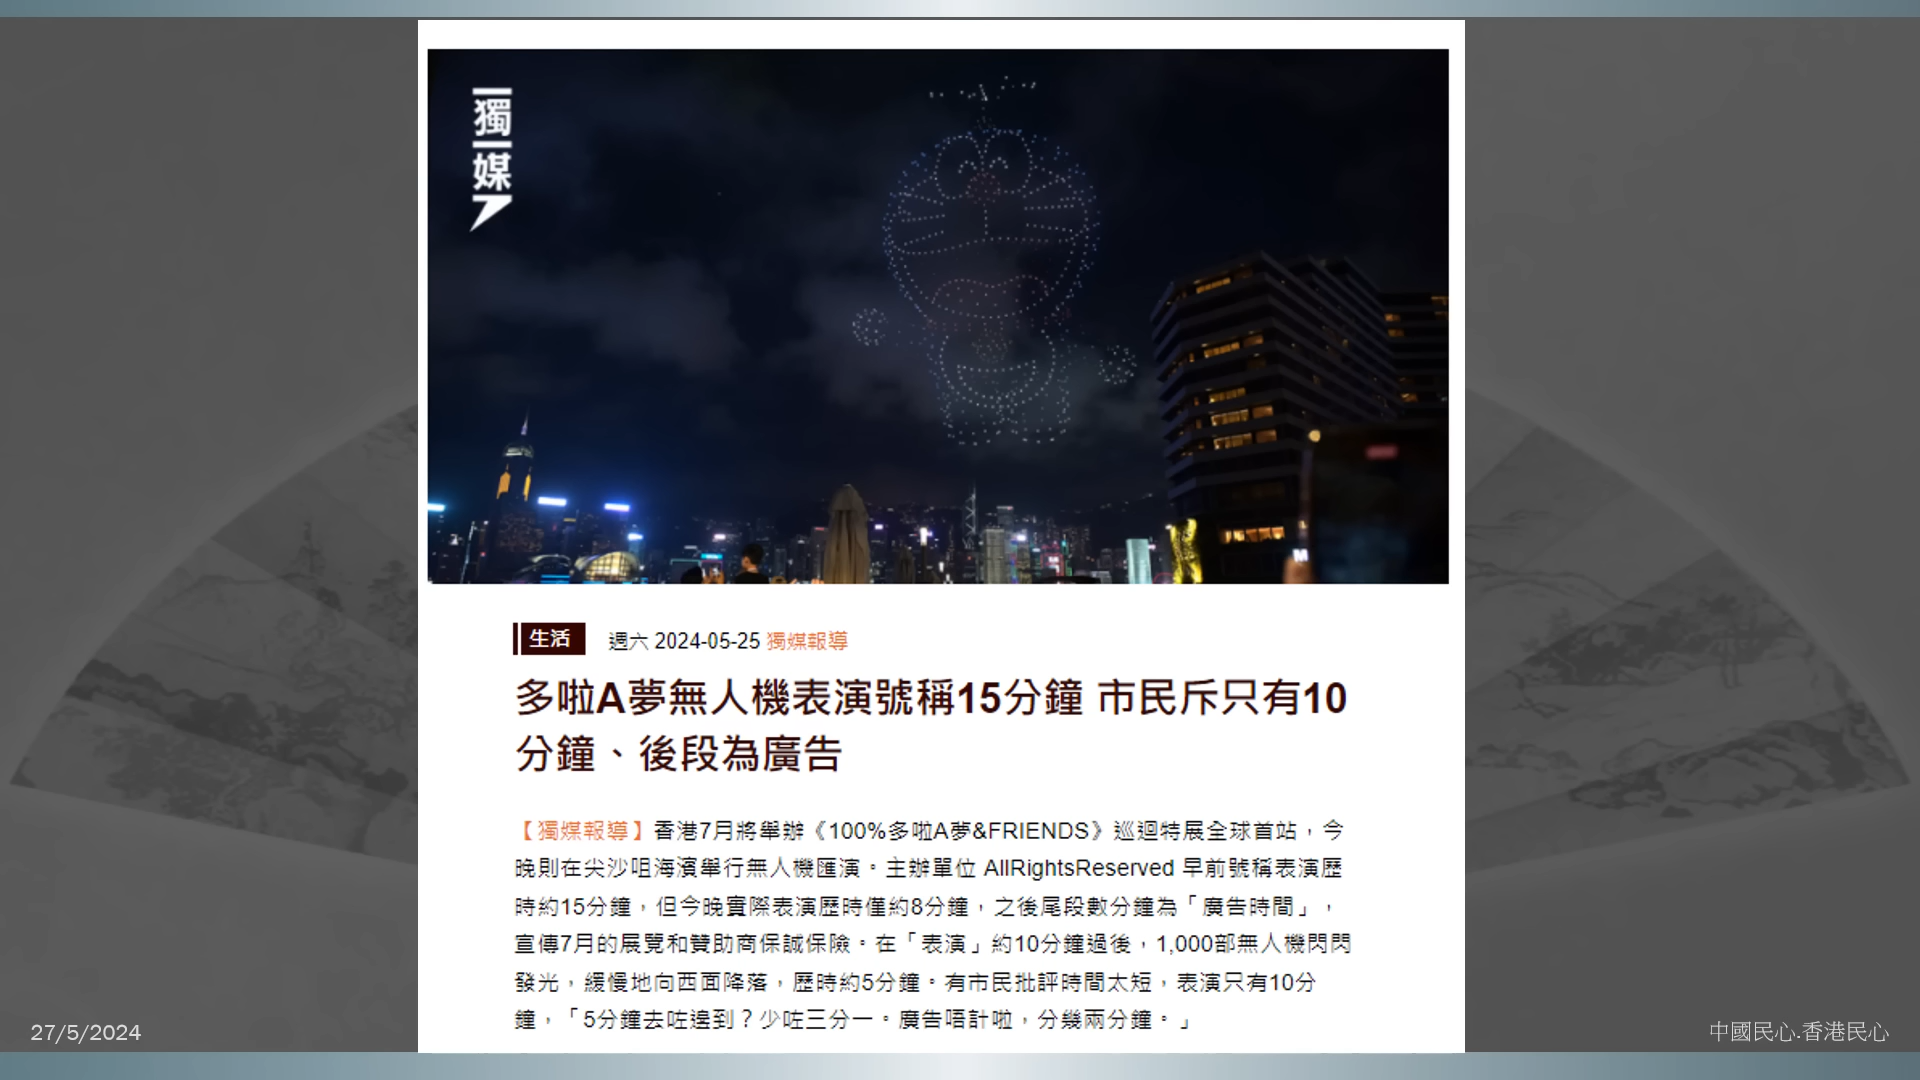 獨
媒
生活
週六 2024-05-25 獨媒報導
多啦A夢無人機表演號稱15分鐘 市民斥只有10
分鐘、後段為廣告
【獨媒報導】香港7月將舉辦《100%多啦A夢&FRIENDS》巡迴特展全球首站，今
晚則在尖沙咀海濱舉行無人機匯演。主辦單位 AllRightsReserved 早前號稱表演歷
時約15分鐘，但今晚實際表演歷時僅約8分鐘，之後尾段數分鐘為「廣告時間」，
宣傳7月的展覽和贊助商保誠保險。在「表演」約10分鐘過後，1,000部無人機閃閃
發光，緩慢地向西面降落，歷時約5分鐘。有市民批評時間太短，表演只有10分
鐘，「5分鐘去咗邊到？少咗三分一。廣告唔計啦，分幾兩分鐘。」
27/5/2024
中國民心.香港民心